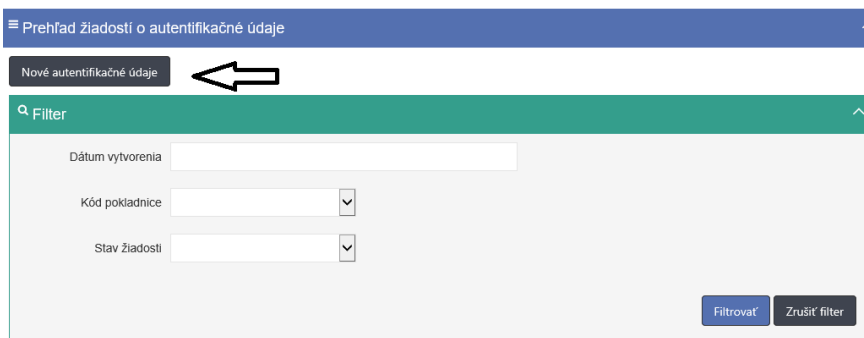 Prehľad žiadostí o autentifikačné údaje
Nové autentifikačné údaje
Filter
Dátum vytvorenia
Kód pokladnice
Stav žiadosti
Filtrovať Zrušiť filter